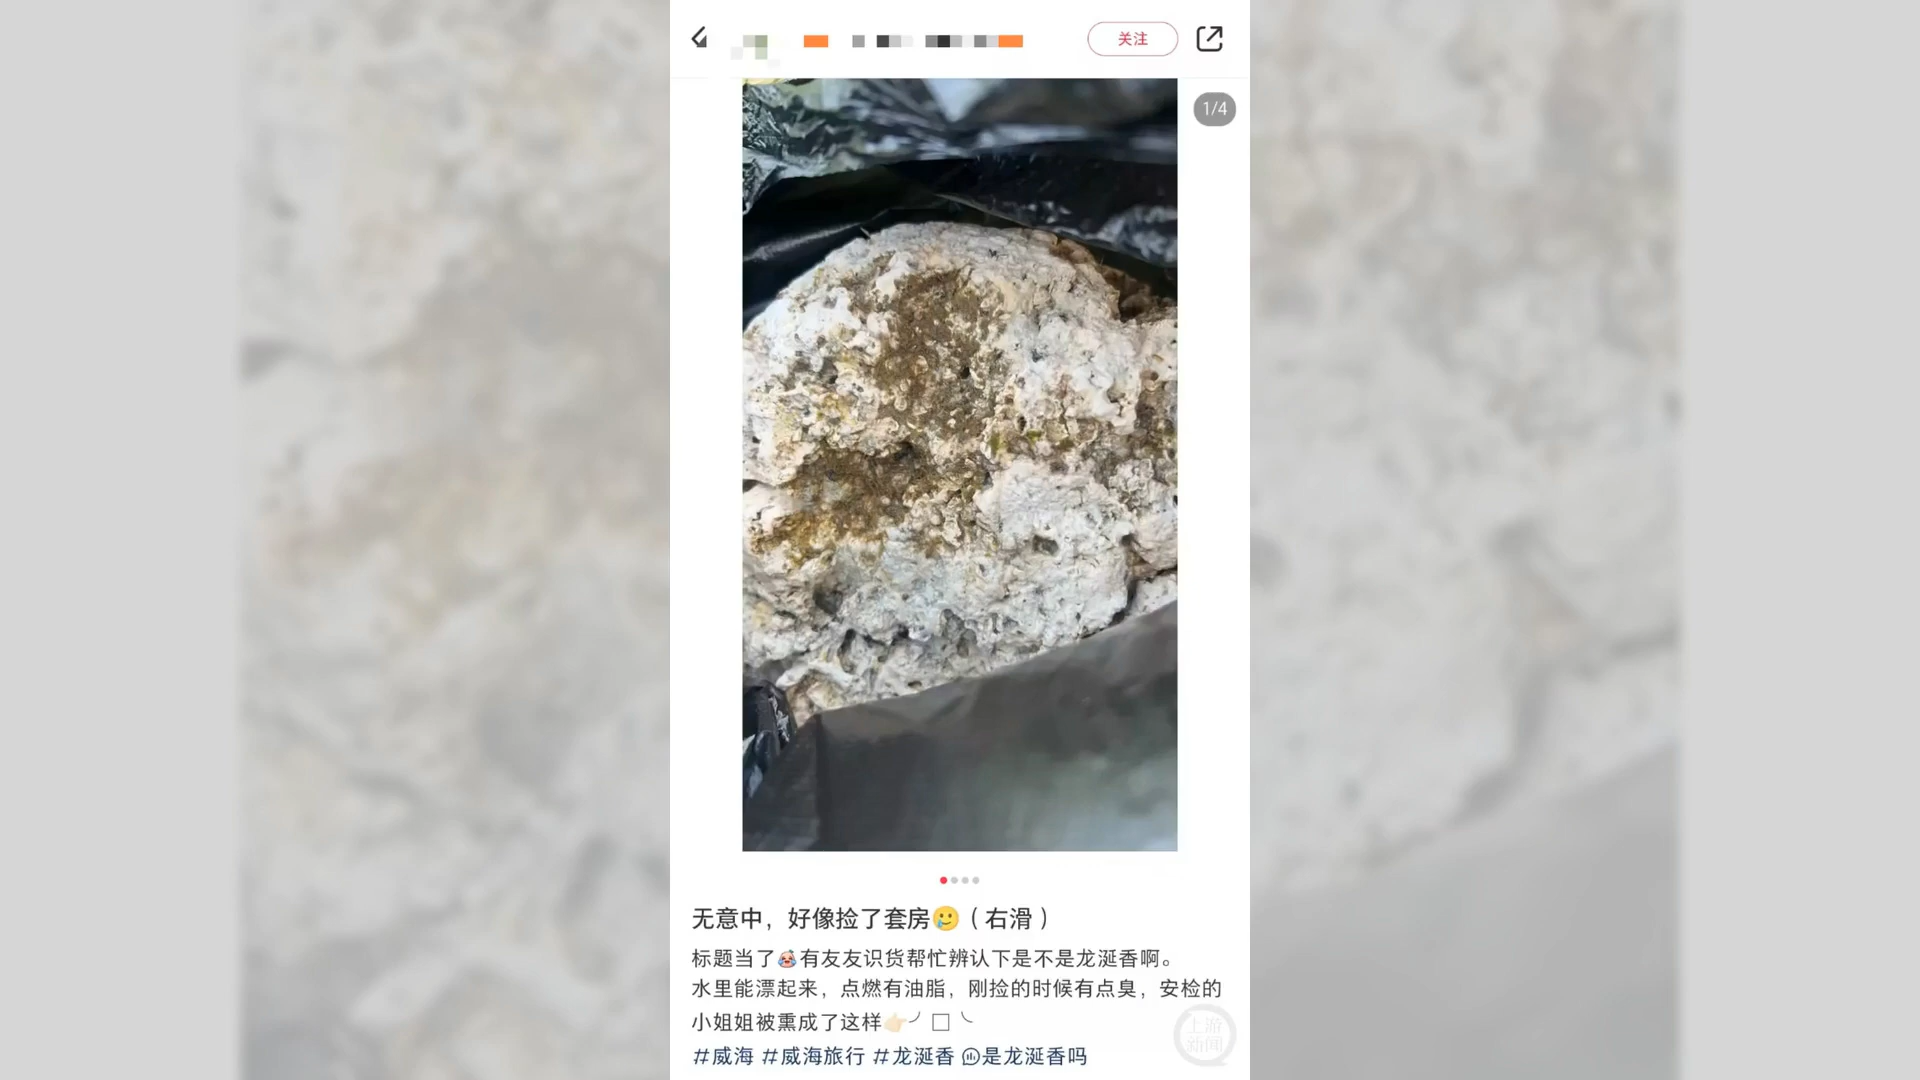 关注
1/4
无意中，好像捡了套房🥲（右滑）
标题当了😭有友友识货帮忙辨认下是不是龙涎香啊。
水里能漂起来，点燃有油脂，刚捡的时候有点臭，安检的
小姐姐被熏成了这样👉🏻╯□╰
#威海 #威海旅行 #龙涎香 是龙涎香吗
上游
新闻